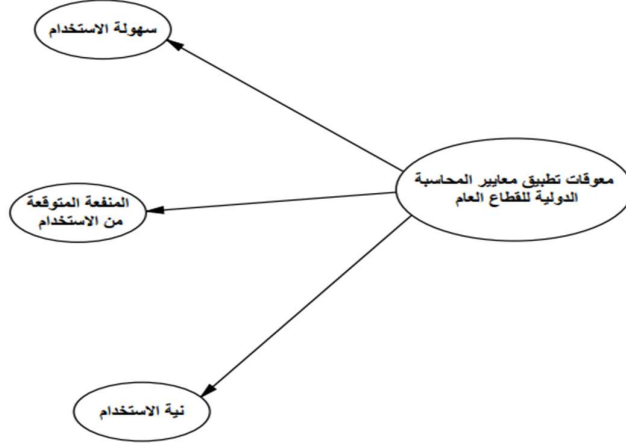 سهولة الاستخدام
معوقات تطبيق معايير المحاسبة
الدولية للقطاع العام
المنفعة المتوقعة
من الاستخدام
نية الاستخدام